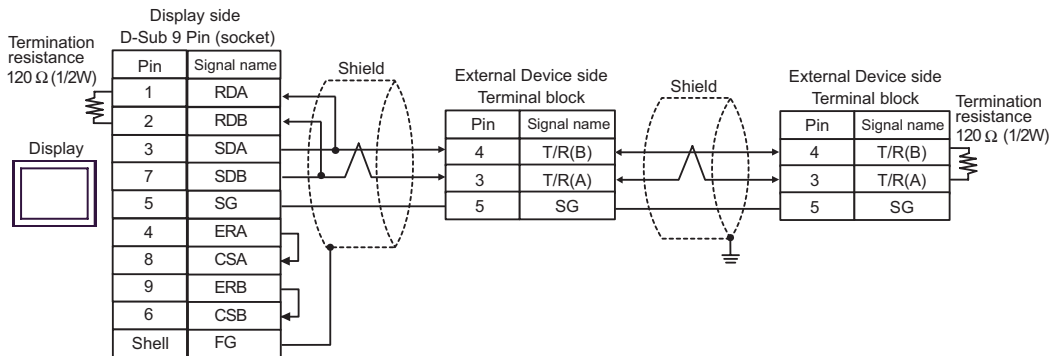 Display side
D-Sub 9 Pin (socket)
Termination
resistance
120 Ω (1/2W)
Pin Signal name
1 RDA
2 RDB
3 SDA
7 SDB
5 SG
4 ERA
8 CSA
9 ERB
6 CSB
Shell FG
Display
Shield
External Device side
Terminal block
Pin Signal name
4 T/R(B)
3 T/R(A)
5 SG
Shield
External Device side
Terminal block
Pin Signal name
4 T/R(B)
3 T/R(A)
5 SG
Termination
resistance
120 Ω (1/2W)